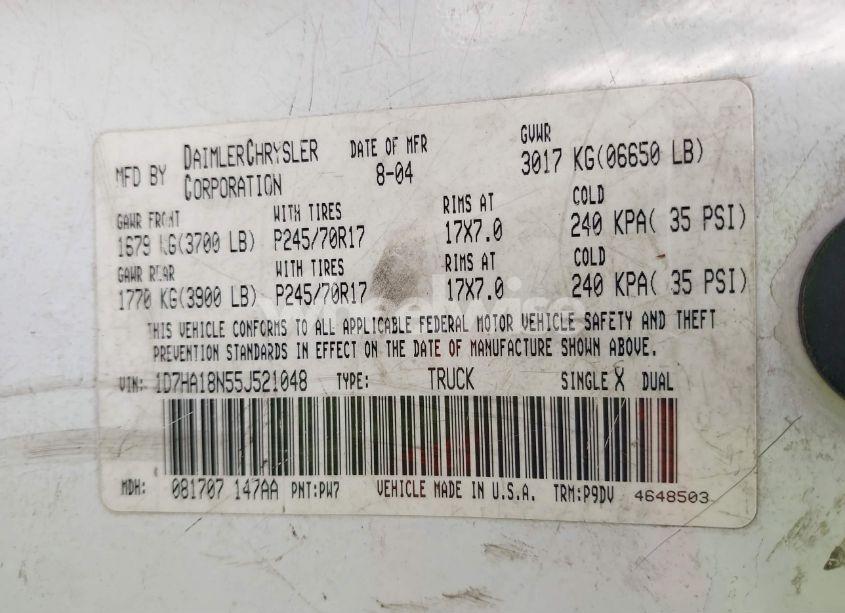 MFD BY DAIMLERCHRYSLER CORPORATION DATE OF MFR 8-04 GVWR 3017 KG(06650 LB)
GAWR FRONT WITH TIRES RIMS AT COLD
1679 KG(3700 LB) P245/70R17 17X7.0 240 KPA( 35 PSI)
GAWR REAR WITH TIRES RIMS AT COLD
1770 KG(3900 LB) P245/70R17 17X7.0 240 KPA( 35 PSI)
THIS VEHICLE CONFORMS TO ALL APPLICABLE FEDERAL MOTOR VEHICLE SAFETY AND THEFT
PREVENTION STANDARDS IN EFFECT ON THE DATE OF MANUFACTURE SHOWN ABOVE.
VIN: 1D7HA18N55J521048 TYPE: TRUCK SINGLE X DUAL
MDH: 081707 147AA PNT:PW7 VEHICLE MADE IN U.S.A. TRM:P9DV 4648503